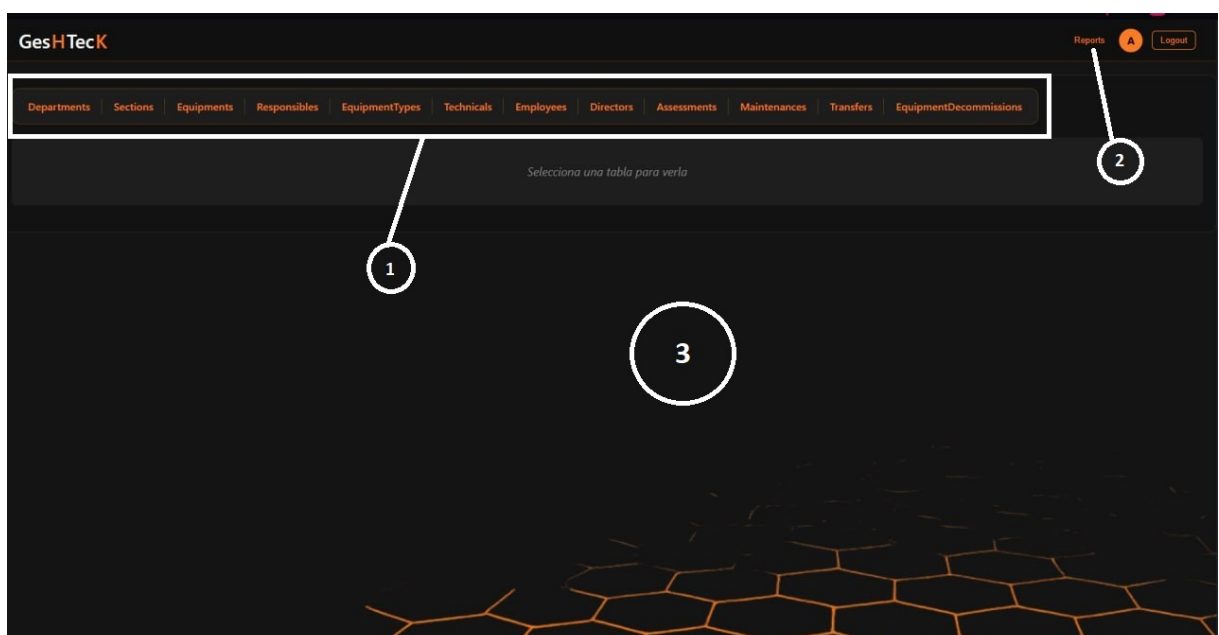 GesHTecK
Reports A Logout
Departments Sections Equipments Responsibles EquipmentTypes Technicals Employees Directors Assessments Maintenances Transfers EquipmentDecommissions
2
Selecciona una tabla para verla
1
3